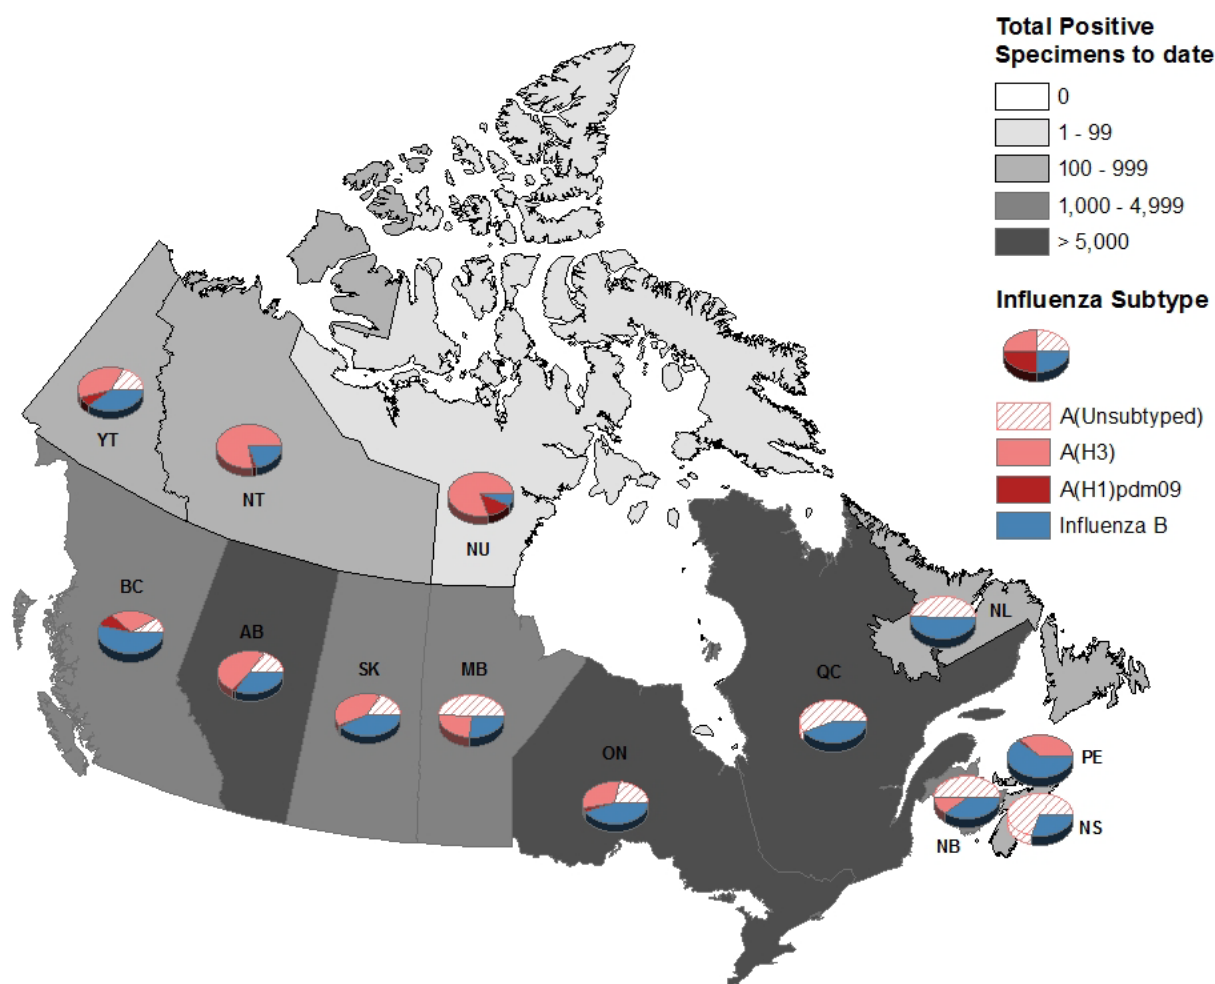 Total Positive
Specimens to date
0
1 - 99
100 - 999
1,000 - 4,999
> 5,000
Influenza Subtype
A(Unsubtyped)
A(H3)
A(H1)pdm09
Influenza B
YT
NT
NU
BC
AB
SK
MB
ON
QC
NL
PE
NB
NS